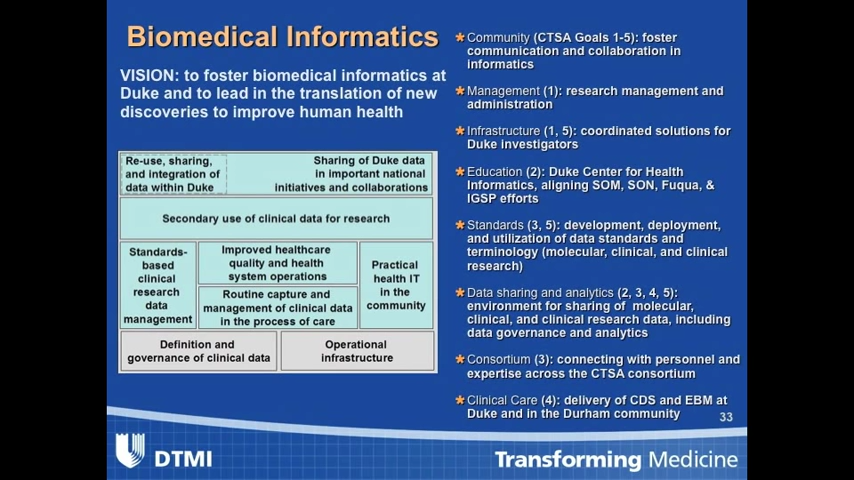 Biomedical Informatics
VISION: to foster biomedical informatics at
Duke and to lead in the translation of new
discoveries to improve human health
Re-use, sharing,
and integration of
data within Duke
Sharing of Duke data
in important national
initiatives and collaborations
Secondary use of clinical data for research
Standards-
based
clinical
research
data
management
Improved healthcare
quality and health
system operations
Routine capture and
management of clinical data
in the process of care
Practical
health IT
in the
community
Definition and
governance of clinical data
Operational
infrastructure
* Community (CTSA Goals 1-5): foster
communication and collaboration in
informatics
* Management (1): research management and
administration
* Infrastructure (1, 5): coordinated solutions for
Duke investigators
* Education (2): Duke Center for Health
Informatics, aligning SOM, SON, Fuqua, &
IGSP efforts
* Standards (3, 5): development, deployment,
and utilization of data standards and
terminology (molecular, clinical, and clinical
research)
* Data sharing and analytics (2, 3, 4, 5):
environment for sharing of molecular,
clinical, and clinical research data, including
data governance and analytics
* Consortium (3): connecting with personnel and
expertise across the CTSA consortium
* Clinical Care (4): delivery of CDS and EBM at
Duke and in the Durham community
33
DTMI
Transforming Medicine